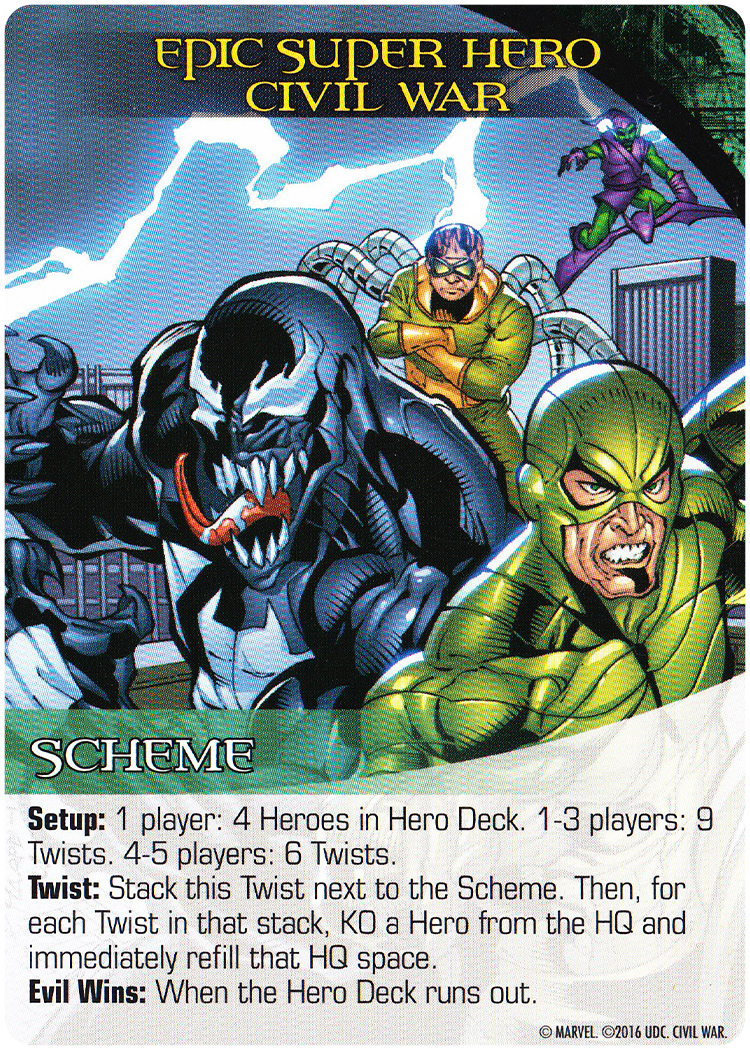 EPIC SUPER HERO
CIVIL WAR
SCHEME
Setup: 1 player: 4 Heroes in Hero Deck. 1-3 players: 9
Twists. 4-5 players: 6 Twists.
Twist: Stack this Twist next to the Scheme. Then, for
each Twist in that stack, KO a Hero from the HQ and
immediately refill that HQ space.
Evil Wins: When the Hero Deck runs out.
© MARVEL. ©2016 UDC. CIVIL WAR.